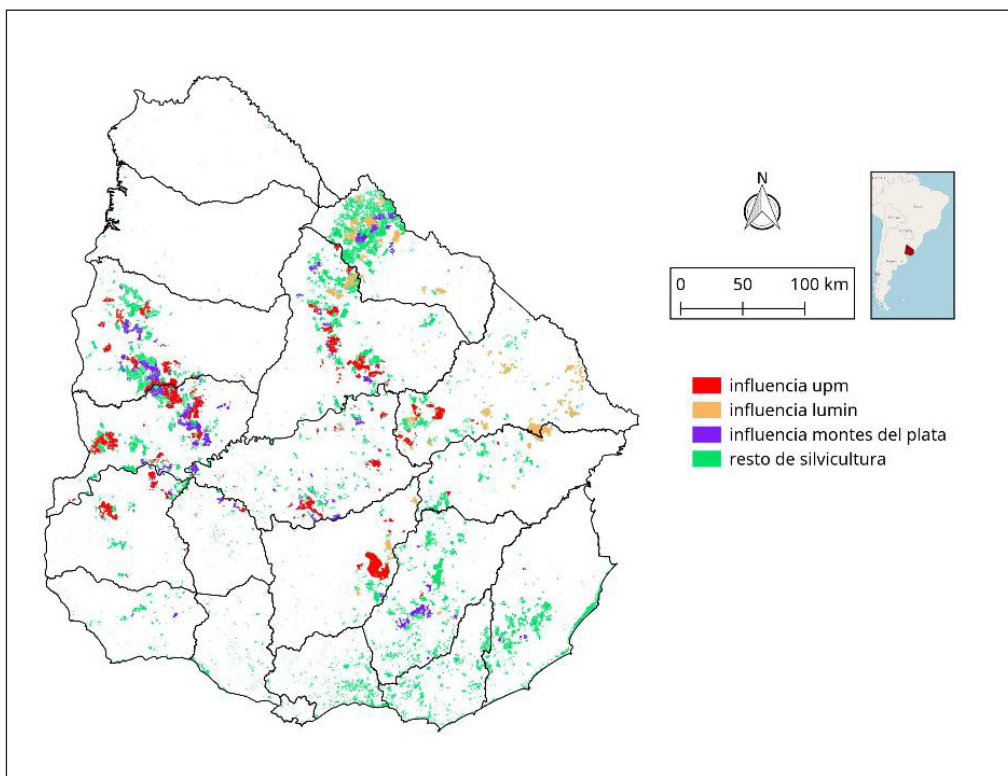 N
0 50 100 km
influencia upm
influencia lumin
influencia montes del plata
resto de silvicultura